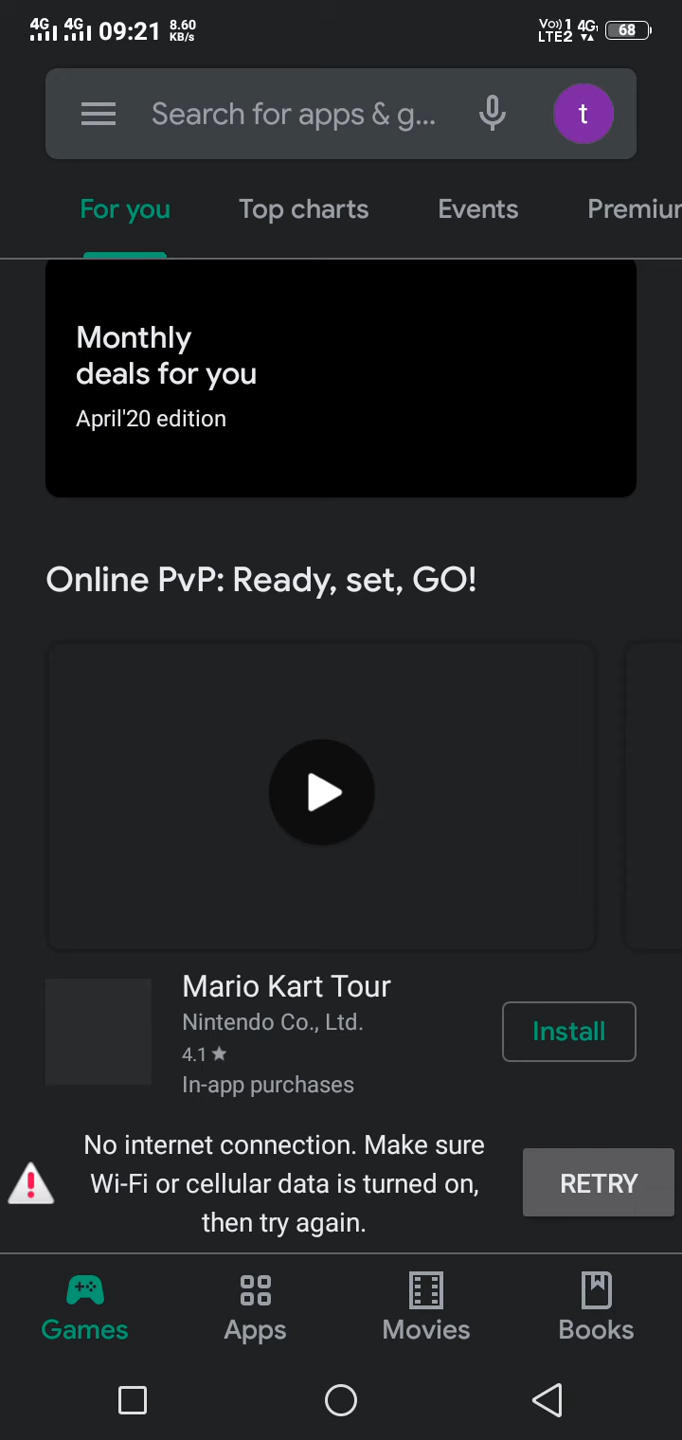 4G 4G 09:21 8.60 KB/s Vo) 1 LTE2 4G 68
Search for apps & g...
t
For you Top charts Events Premiur
Monthly
deals for you
April'20 edition
Online PvP: Ready, set, GO!
Mario Kart Tour
Nintendo Co., Ltd.
4.1★
In-app purchases
Install
No internet connection. Make sure
Wi-Fi or cellular data is turned on,
then try again.
RETRY
Games Apps Movies Books